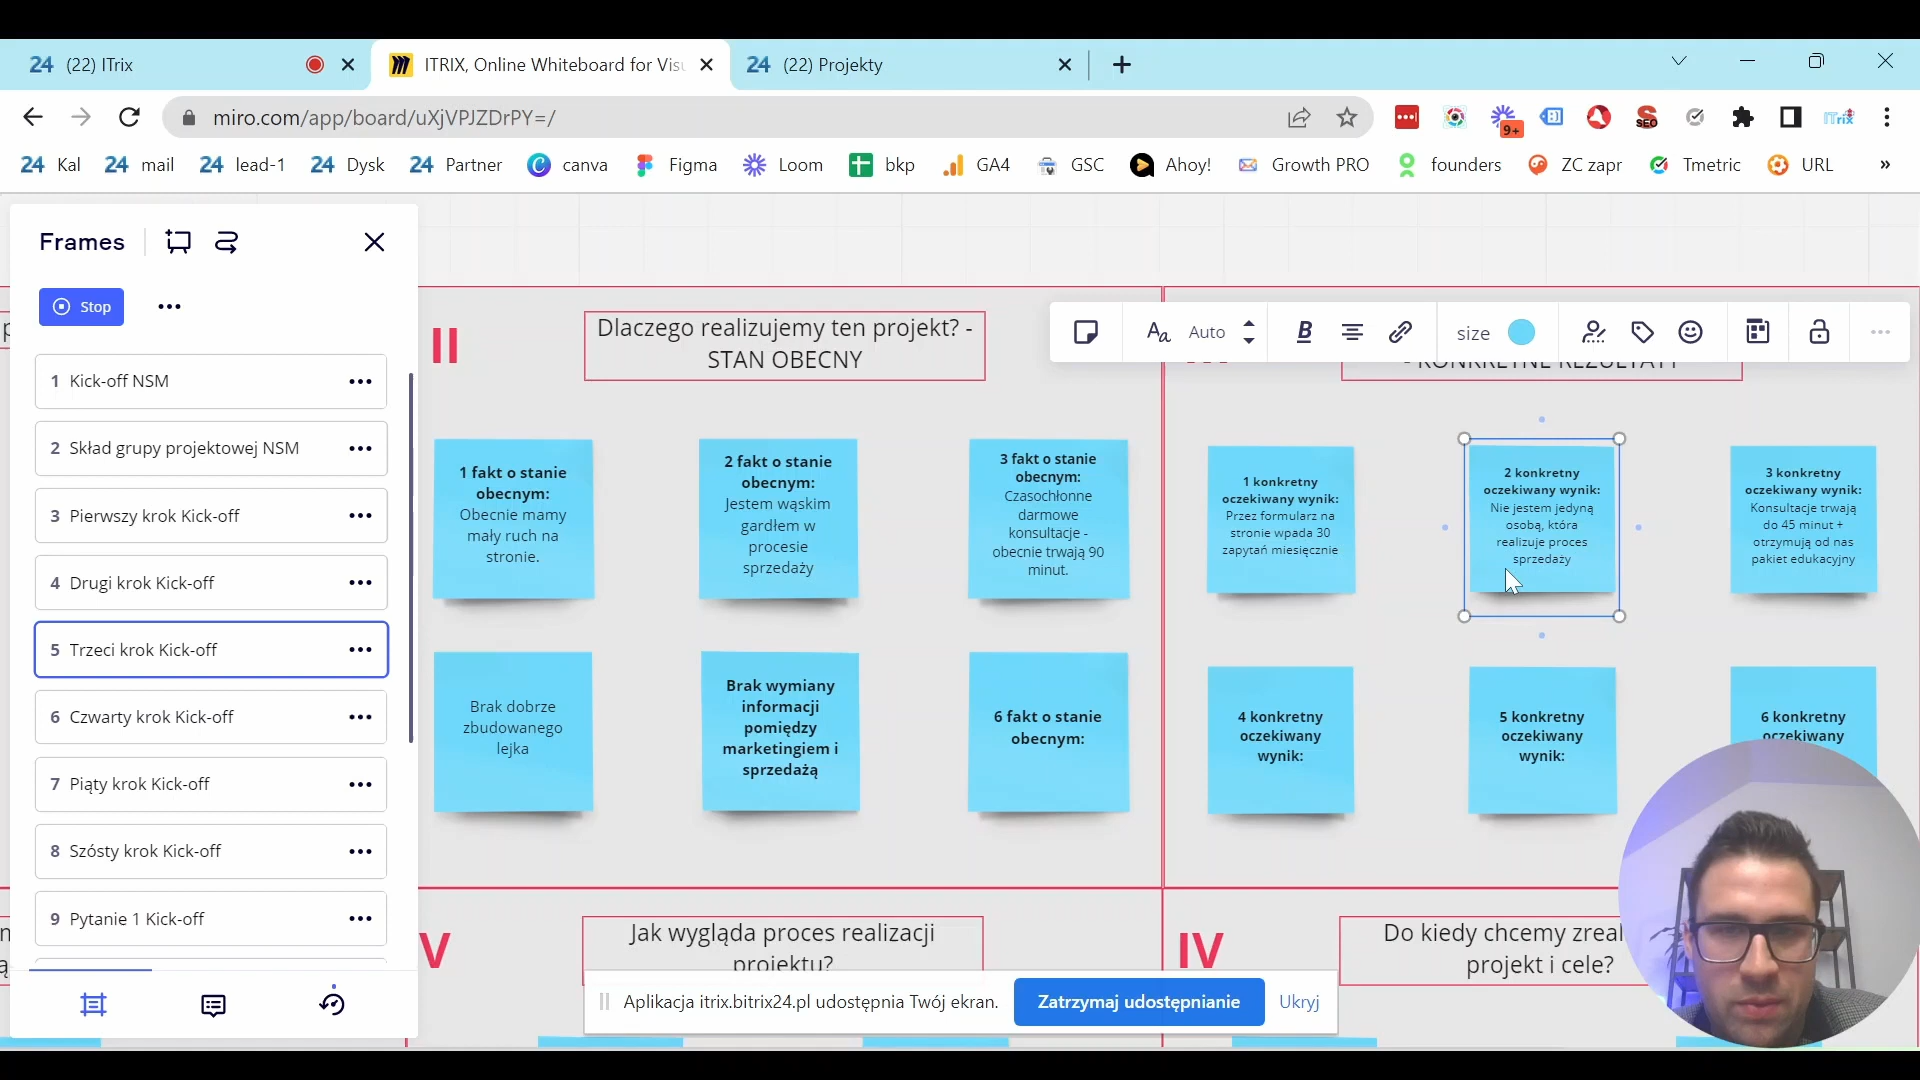 24 (22) ITrix
ITRIX, Online Whiteboard for Visu
24 (22) Projekty
miro.com/app/board/uXjVPJZDrPY=/
9+
SEO
ITrix
24 Kal
24 mail
24 lead-1
24 Dysk
24 Partner
canva
Figma
Loom
bkp
GA4
GSC
Ahoy!
Growth PRO
founders
ZC zapr
Tmetric
URL
»
Frames
Stop
1 Kick-off NSM
2 Skład grupy projektowej NSM
3 Pierwszy krok Kick-off
4 Drugi krok Kick-off
5 Trzeci krok Kick-off
6 Czwarty krok Kick-off
7 Piąty krok Kick-off
8 Szósty krok Kick-off
9 Pytanie 1 Kick-off
II
Dlaczego realizujemy ten projekt? -
STAN OBECNY
Aa Auto
B
size
- KONKRETNE REZULTATY
1 fakt o stanie
obecnym:
Obecnie mamy
mały ruch na
stronie.
2 fakt o stanie
obecnym:
Jestem wąskim
gardłem w
procesie
sprzedaży
3 fakt o stanie
obecnym:
Czasochłonne
darmowe
konsultacje -
obecnie trwają 90
minut.
1 konkretny
oczekiwany wynik:
Przez formularz na
stronie wpada 30
zapytań miesięcznie
2 konkretny
oczekiwany wynik:
Nie jestem jedyną
osobą, która
realizuje proces
sprzedaży
3 konkretny
oczekiwany wynik:
Konsultacje trwają
do 45 minut +
otrzymują od nas
pakiet edukacyjny
Brak dobrze
zbudowanego
lejka
Brak wymiany
informacji
pomiędzy
marketingiem i
sprzedażą
6 fakt o stanie
obecnym:
4 konkretny
oczekiwany
wynik:
5 konkretny
oczekiwany
wynik:
6 konkretny
oczekiwany
V
Jak wygląda proces realizacji
projektu?
IV
Do kiedy chcemy zreal
projekt i cele?
Aplikacja itrix.bitrix24.pl udostępnia Twój ekran.
Zatrzymaj udostępnianie
Ukryj